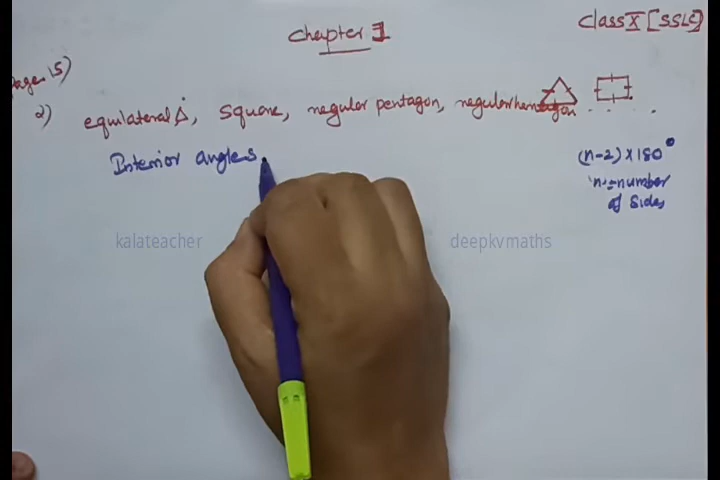 Chapter 1
Class X [SSLC]
Page 15)
2) equilateral Δ, Square, regular pentagon, regular hexagon . . . .
Interior angles
(n-2) x 180°
n = number
of Sides
kalateacher
deepkvmaths